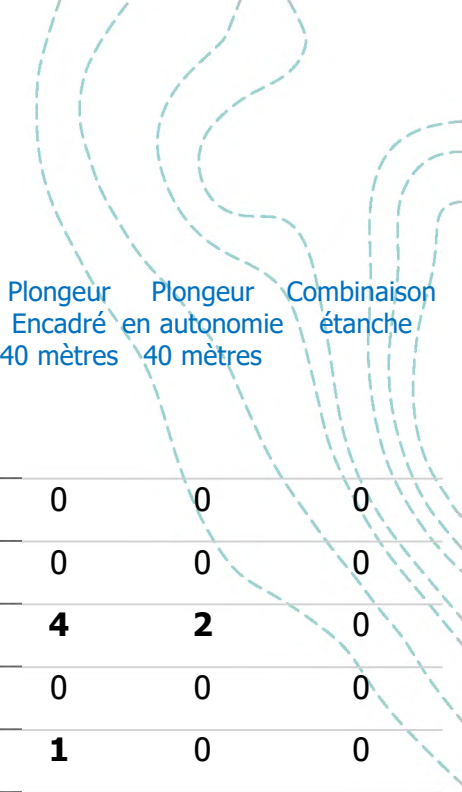 Plongeur Plongeur Combinaison
Encadré en autonomie étanche
40 mètres 40 mètres
0 0 0
0 0 0
4 2 0
0 0 0
1 0 0